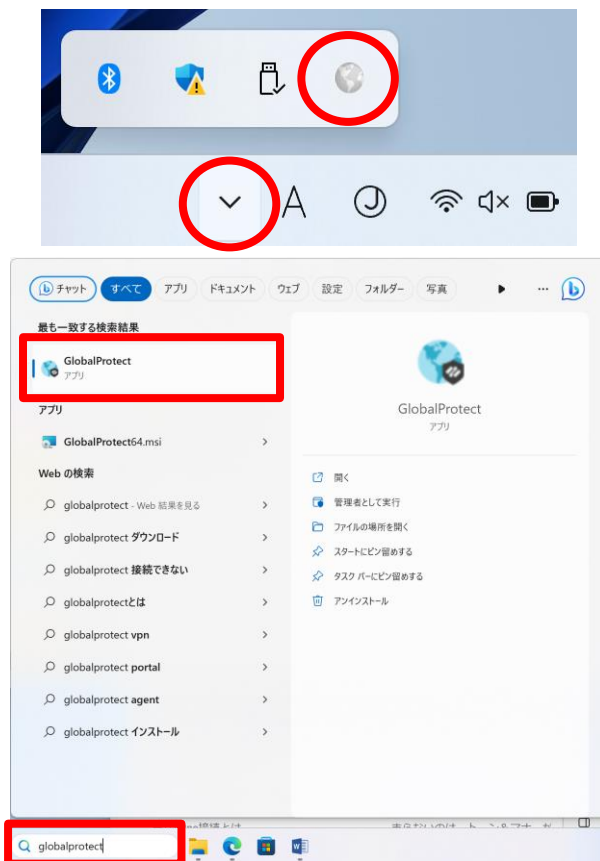 A J
チャット すべて アプリ ドキュメント ウェブ 設定 フォルダー 写真 ▶ ...
最も一致する検索結果
GlobalProtect
アプリ
GlobalProtect
アプリ
アプリ
GlobalProtect64.msi
Web の検索
globalprotect - Web 結果を見る
globalprotect ダウンロード
globalprotect 接続できない
globalprotectとは
globalprotect vpn
globalprotect portal
globalprotect agent
globalprotect インストール
開く
管理者として実行
ファイルの場所を開く
スタートにピン留めする
タスク バーにピン留めする
アンインストール
globalprotect